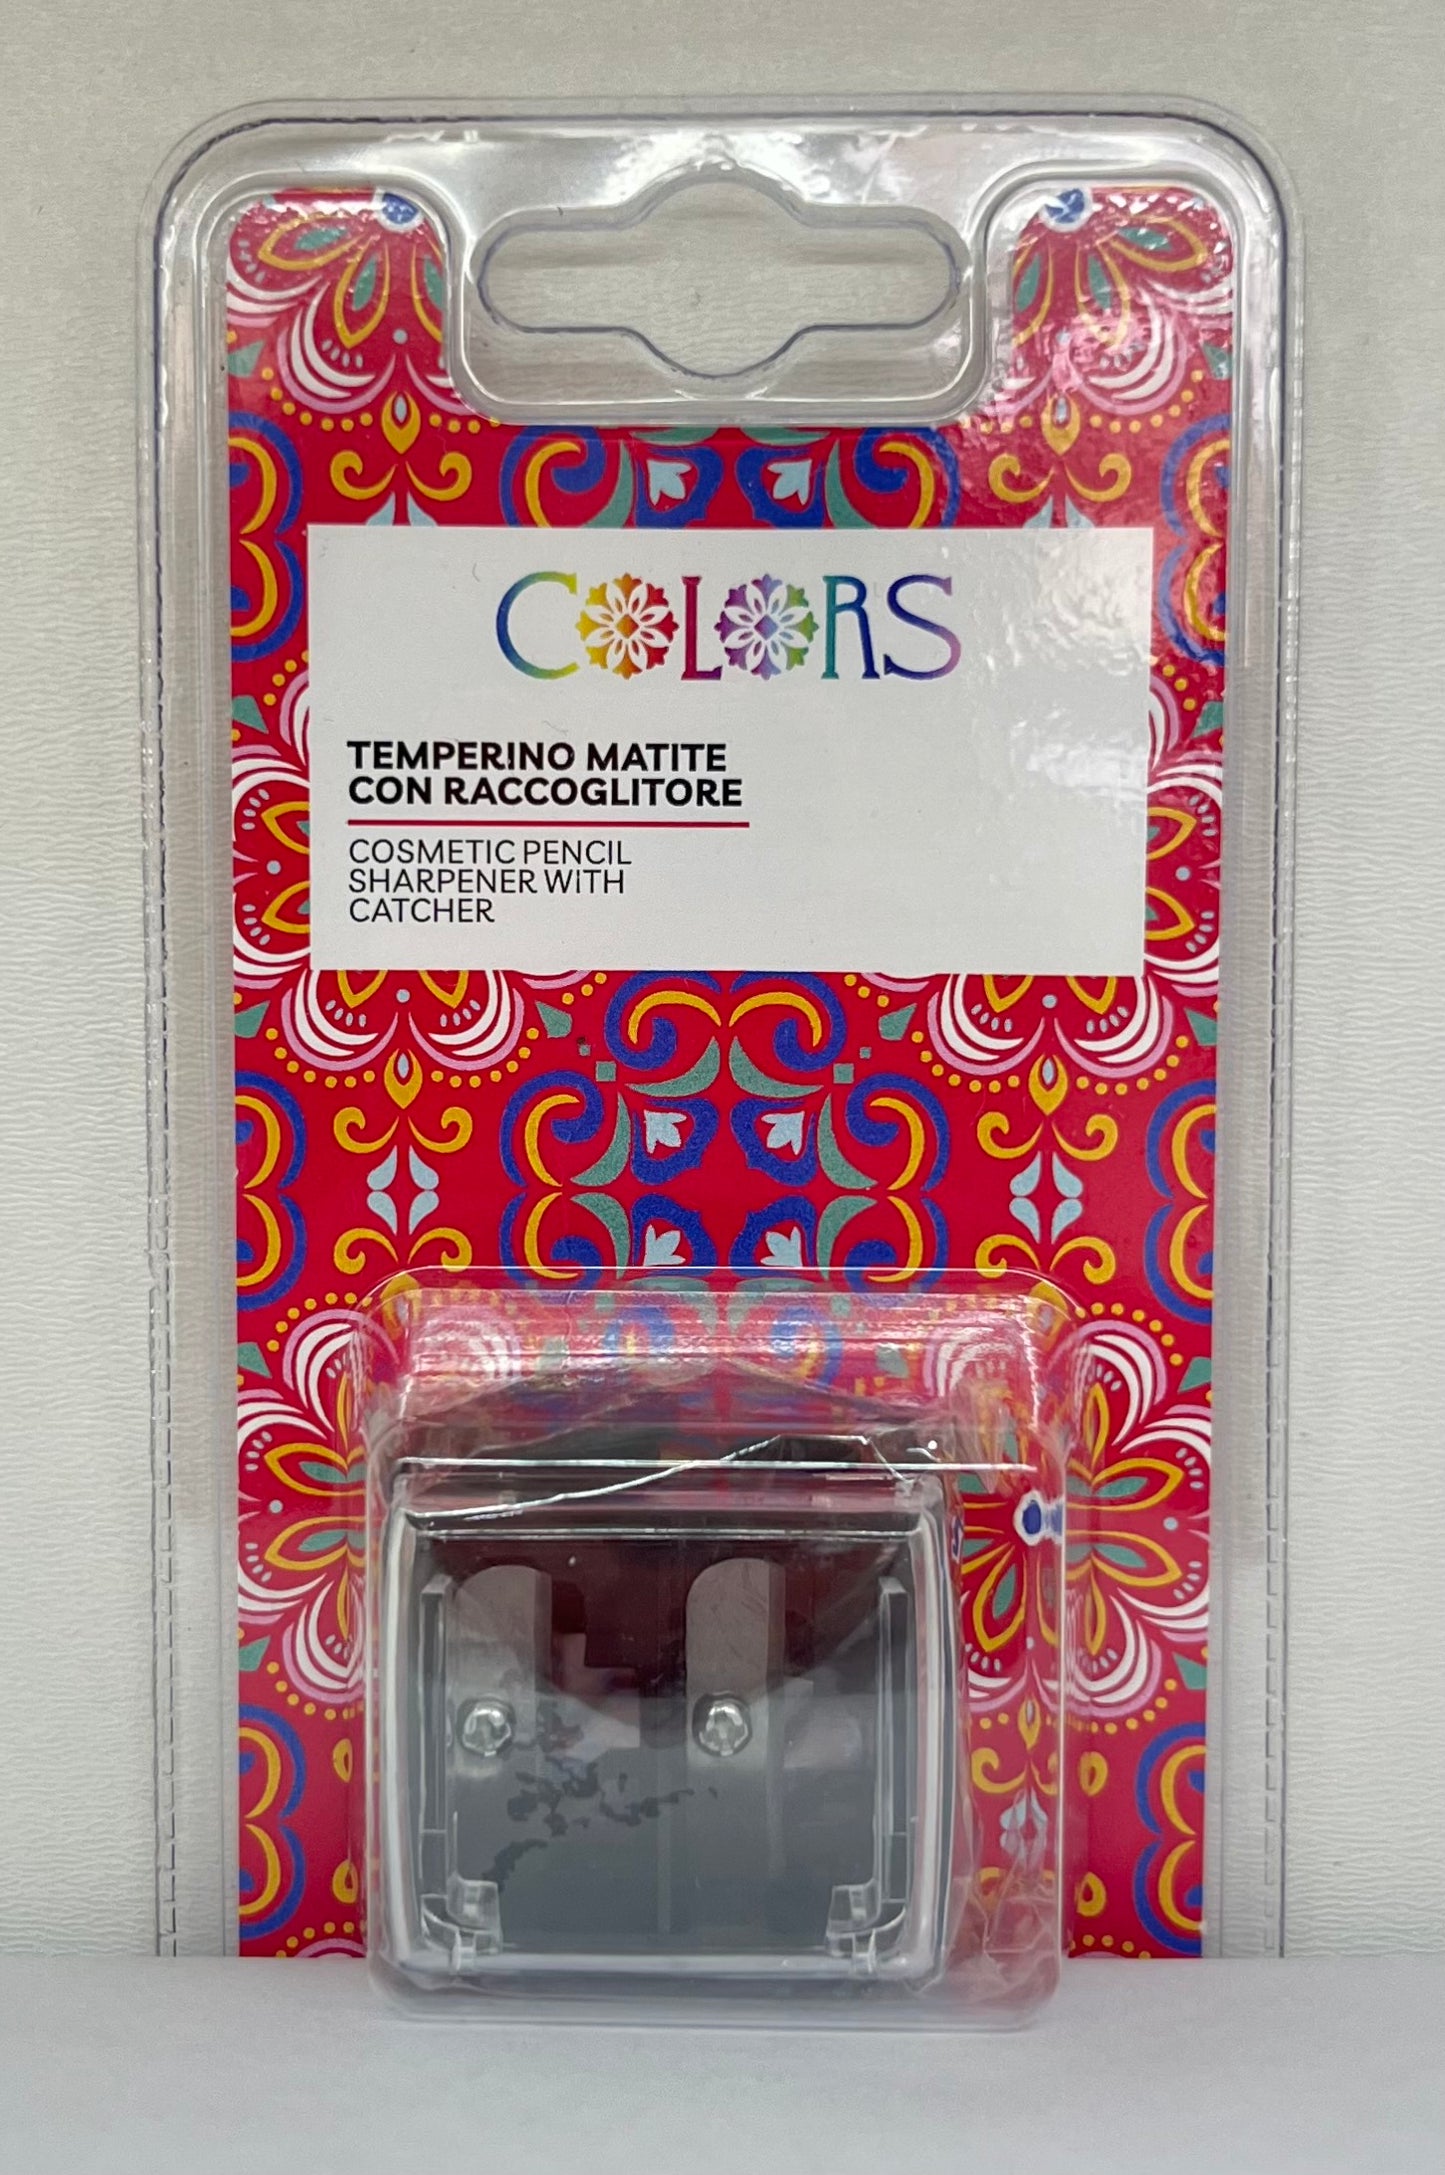 COLORS
TEMPERINO MATITE
CON RACCOGLITORE
COSMETIC PENCIL
SHARPENER WITH
CATCHER